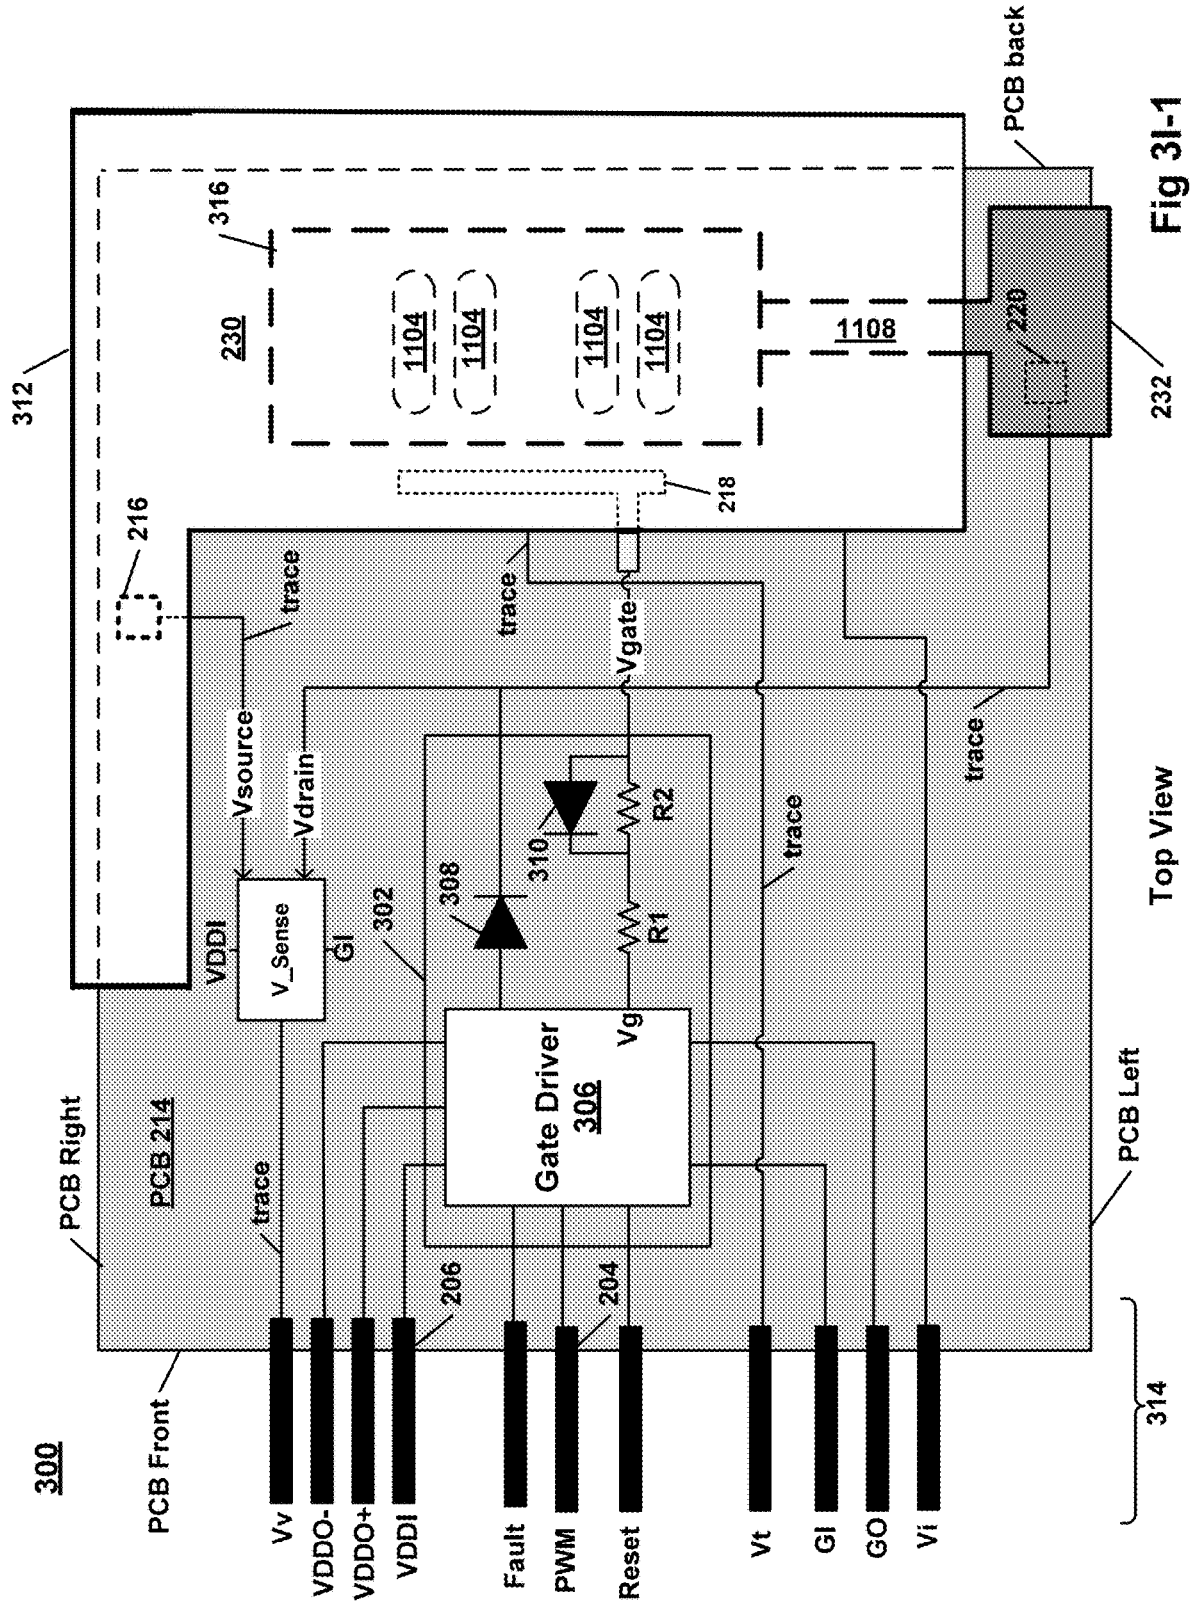 300
PCB Front
PCB Right
PCB 214
312
216
230
316
PCB back
trace
VDDI
V_Sense
GI
Vsource
Vdrain
trace
1104
1104
1104
1104
1108
218
220
232
302
308
310
R1
R2
Vgate
trace
trace
trace
Gate Driver
306
Vg
206
204
Vv
VDDO-
VDDO+
VDDI
Fault
PWM
Reset
Vt
GI
GO
Vi
314
PCB Left
Top View
Fig 3I-1